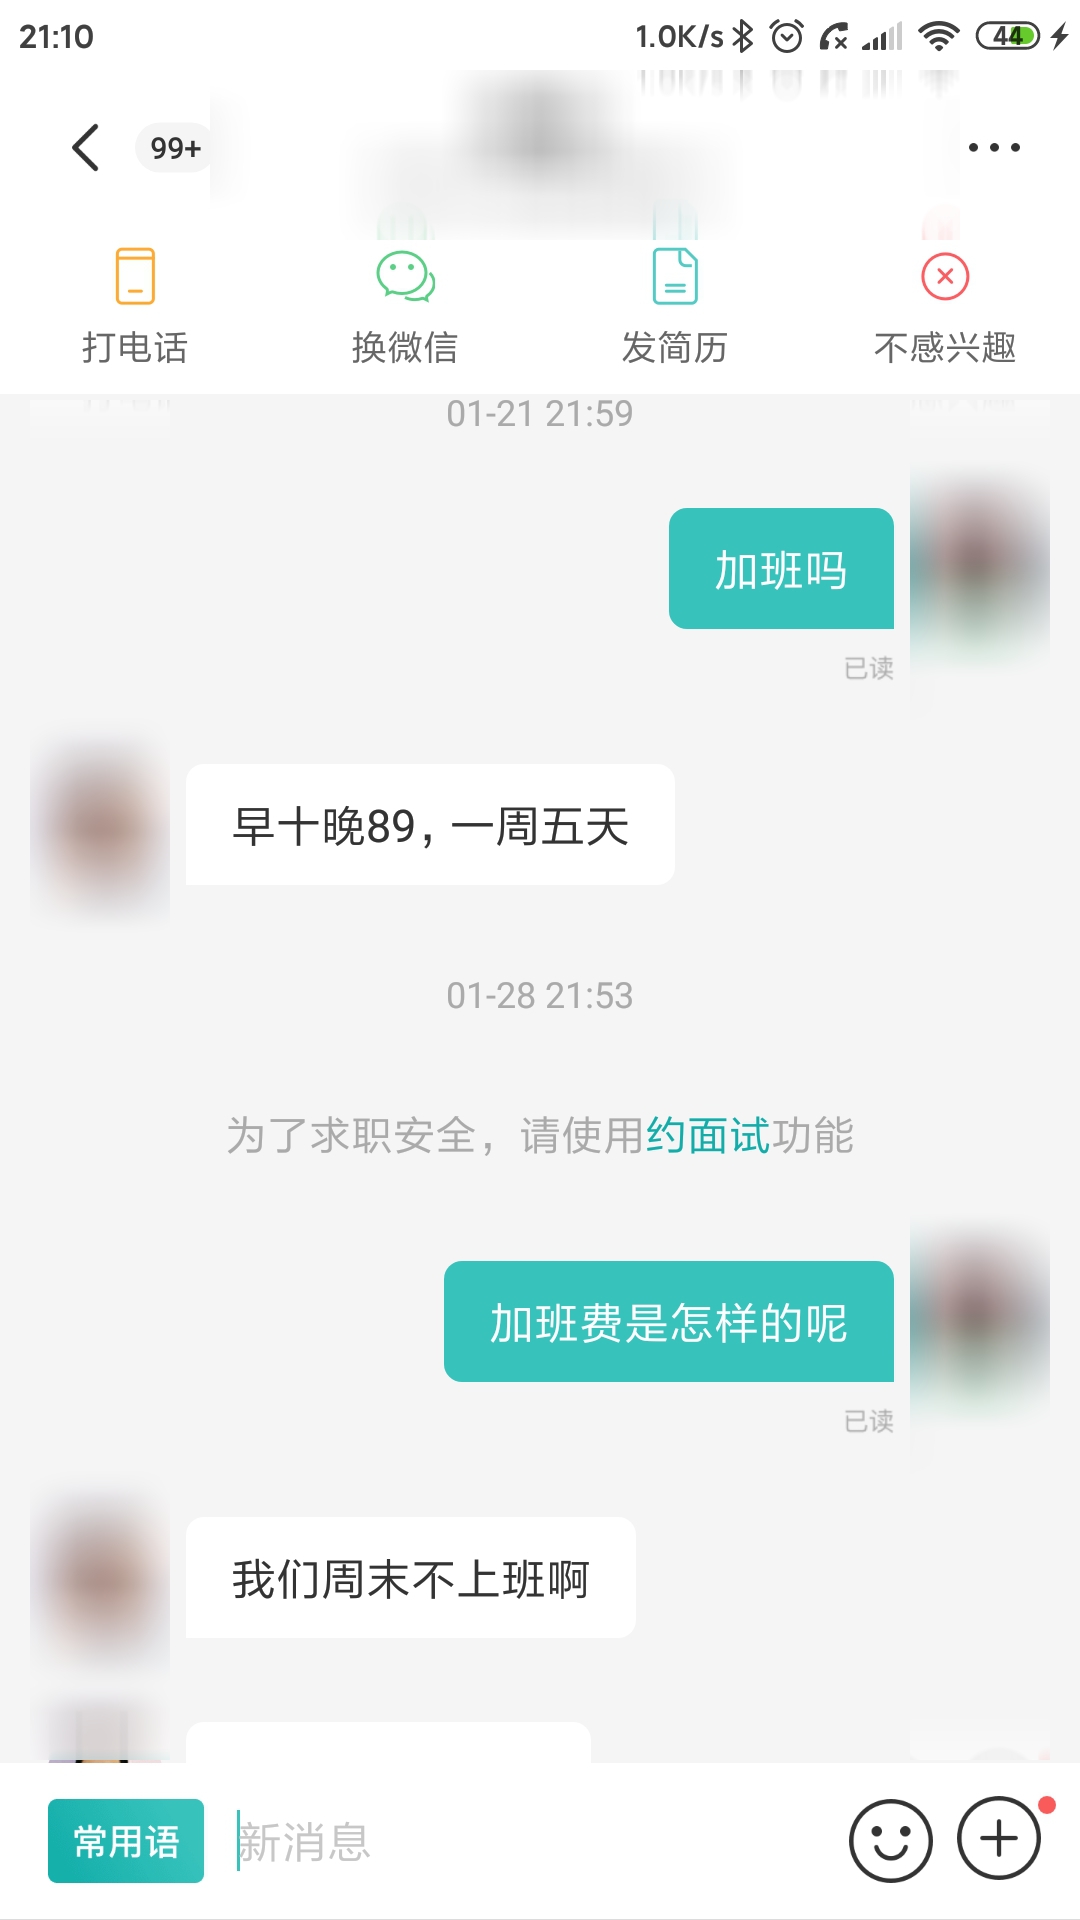 21:10
1.0K/s
44
99+
打电话
换微信
发简历
不感兴趣
01-21 21:59
加班吗
已读
早十晚89，一周五天
01-28 21:53
为了求职安全，请使用约面试功能
加班费是怎样的呢
已读
我们周末不上班啊
常用语
新消息